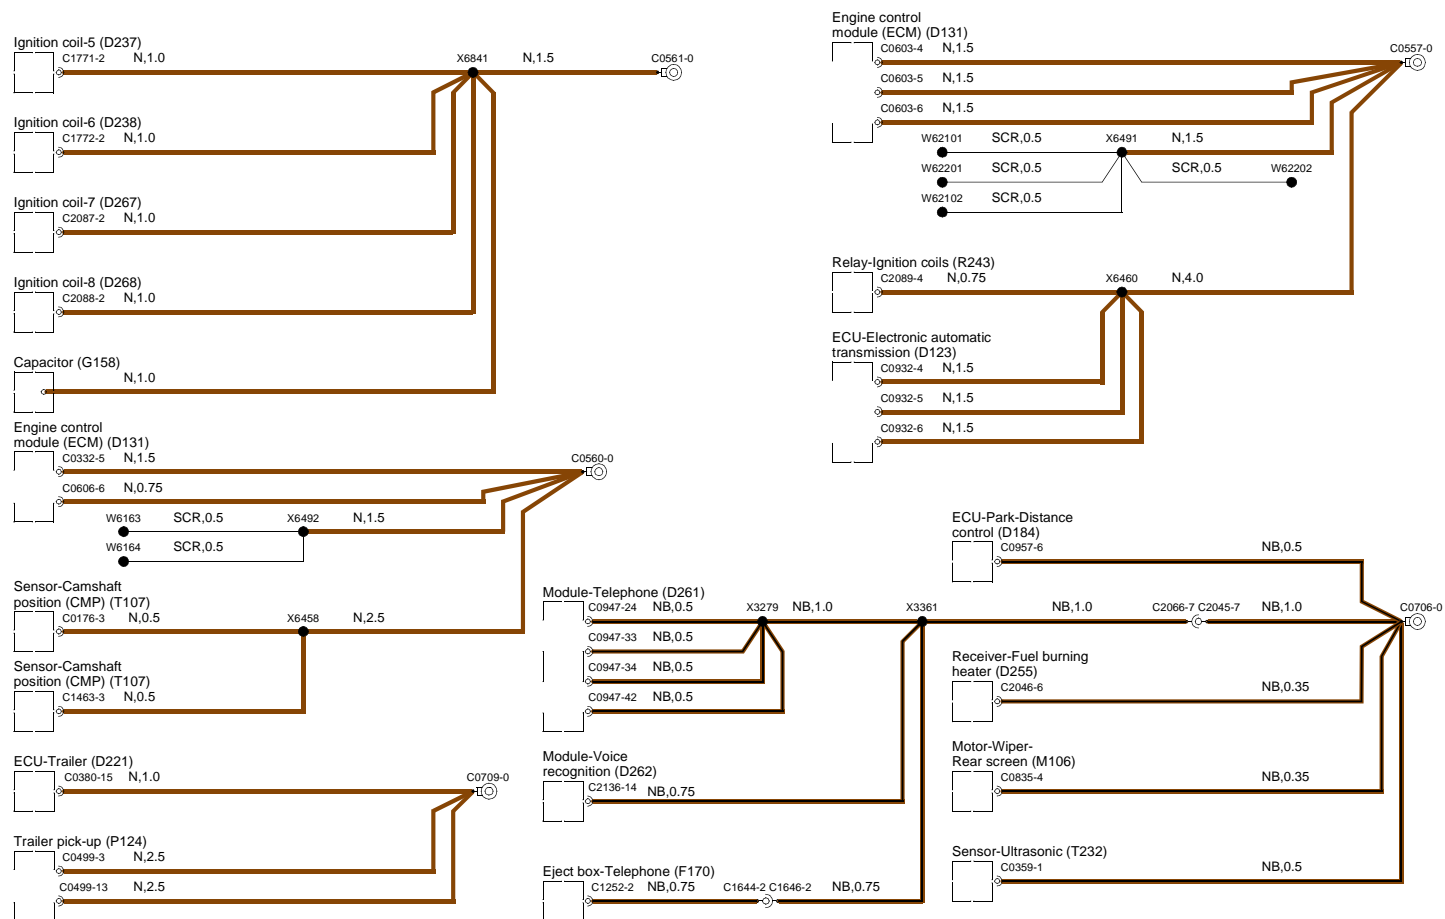 Ignition coil-5 (D237)
C1771-2 N,1.0 X6841 N,1.5 C0561-0
Ignition coil-6 (D238)
C1772-2 N,1.0
Ignition coil-7 (D267)
C2087-2 N,1.0
Ignition coil-8 (D268)
C2088-2 N,1.0
Capacitor (G158)
N,1.0
Engine control
module (ECM) (D131)
C0332-5 N,1.5 C0560-0
C0606-6 N,0.75
W6163 SCR,0.5 X6492 N,1.5
W6164 SCR,0.5
Sensor-Camshaft
position (CMP) (T107)
C0176-3 N,0.5 X6458 N,2.5
Sensor-Camshaft
position (CMP) (T107)
C1463-3 N,0.5
ECU-Trailer (D221)
C0380-15 N,1.0 C0709-0
Trailer pick-up (P124)
C0499-3 N,2.5
C0499-13 N,2.5
Engine control
module (ECM) (D131)
C0603-4 N,1.5 C0557-0
C0603-5 N,1.5
C0603-6 N,1.5
W62101 SCR,0.5 X6491 N,1.5
W62201 SCR,0.5 SCR,0.5 W62202
W62102 SCR,0.5
Relay-Ignition coils (R243)
C2089-4 N,0.75 X6460 N,4.0
ECU-Electronic automatic
transmission (D123)
C0932-4 N,1.5
C0932-5 N,1.5
C0932-6 N,1.5
Module-Telephone (D261)
C0947-24 NB,0.5 X3279 NB,1.0 X3361 NB,1.0 C2066-7 C2045-7 NB,1.0 C0706-0
C0947-33 NB,0.5
C0947-34 NB,0.5
C0947-42 NB,0.5
Module-Voice
recognition (D262)
C2136-14 NB,0.75
Eject box-Telephone (F170)
C1252-2 NB,0.75 C1644-2 C1646-2 NB,0.75
ECU-Park-Distance
control (D184)
C0957-6 NB,0.5
Receiver-Fuel burning
heater (D255)
C2046-6 NB,0.35
Motor-Wiper-
Rear screen (M106)
C0835-4 NB,0.35
Sensor-Ultrasonic (T232)
C0359-1 NB,0.5